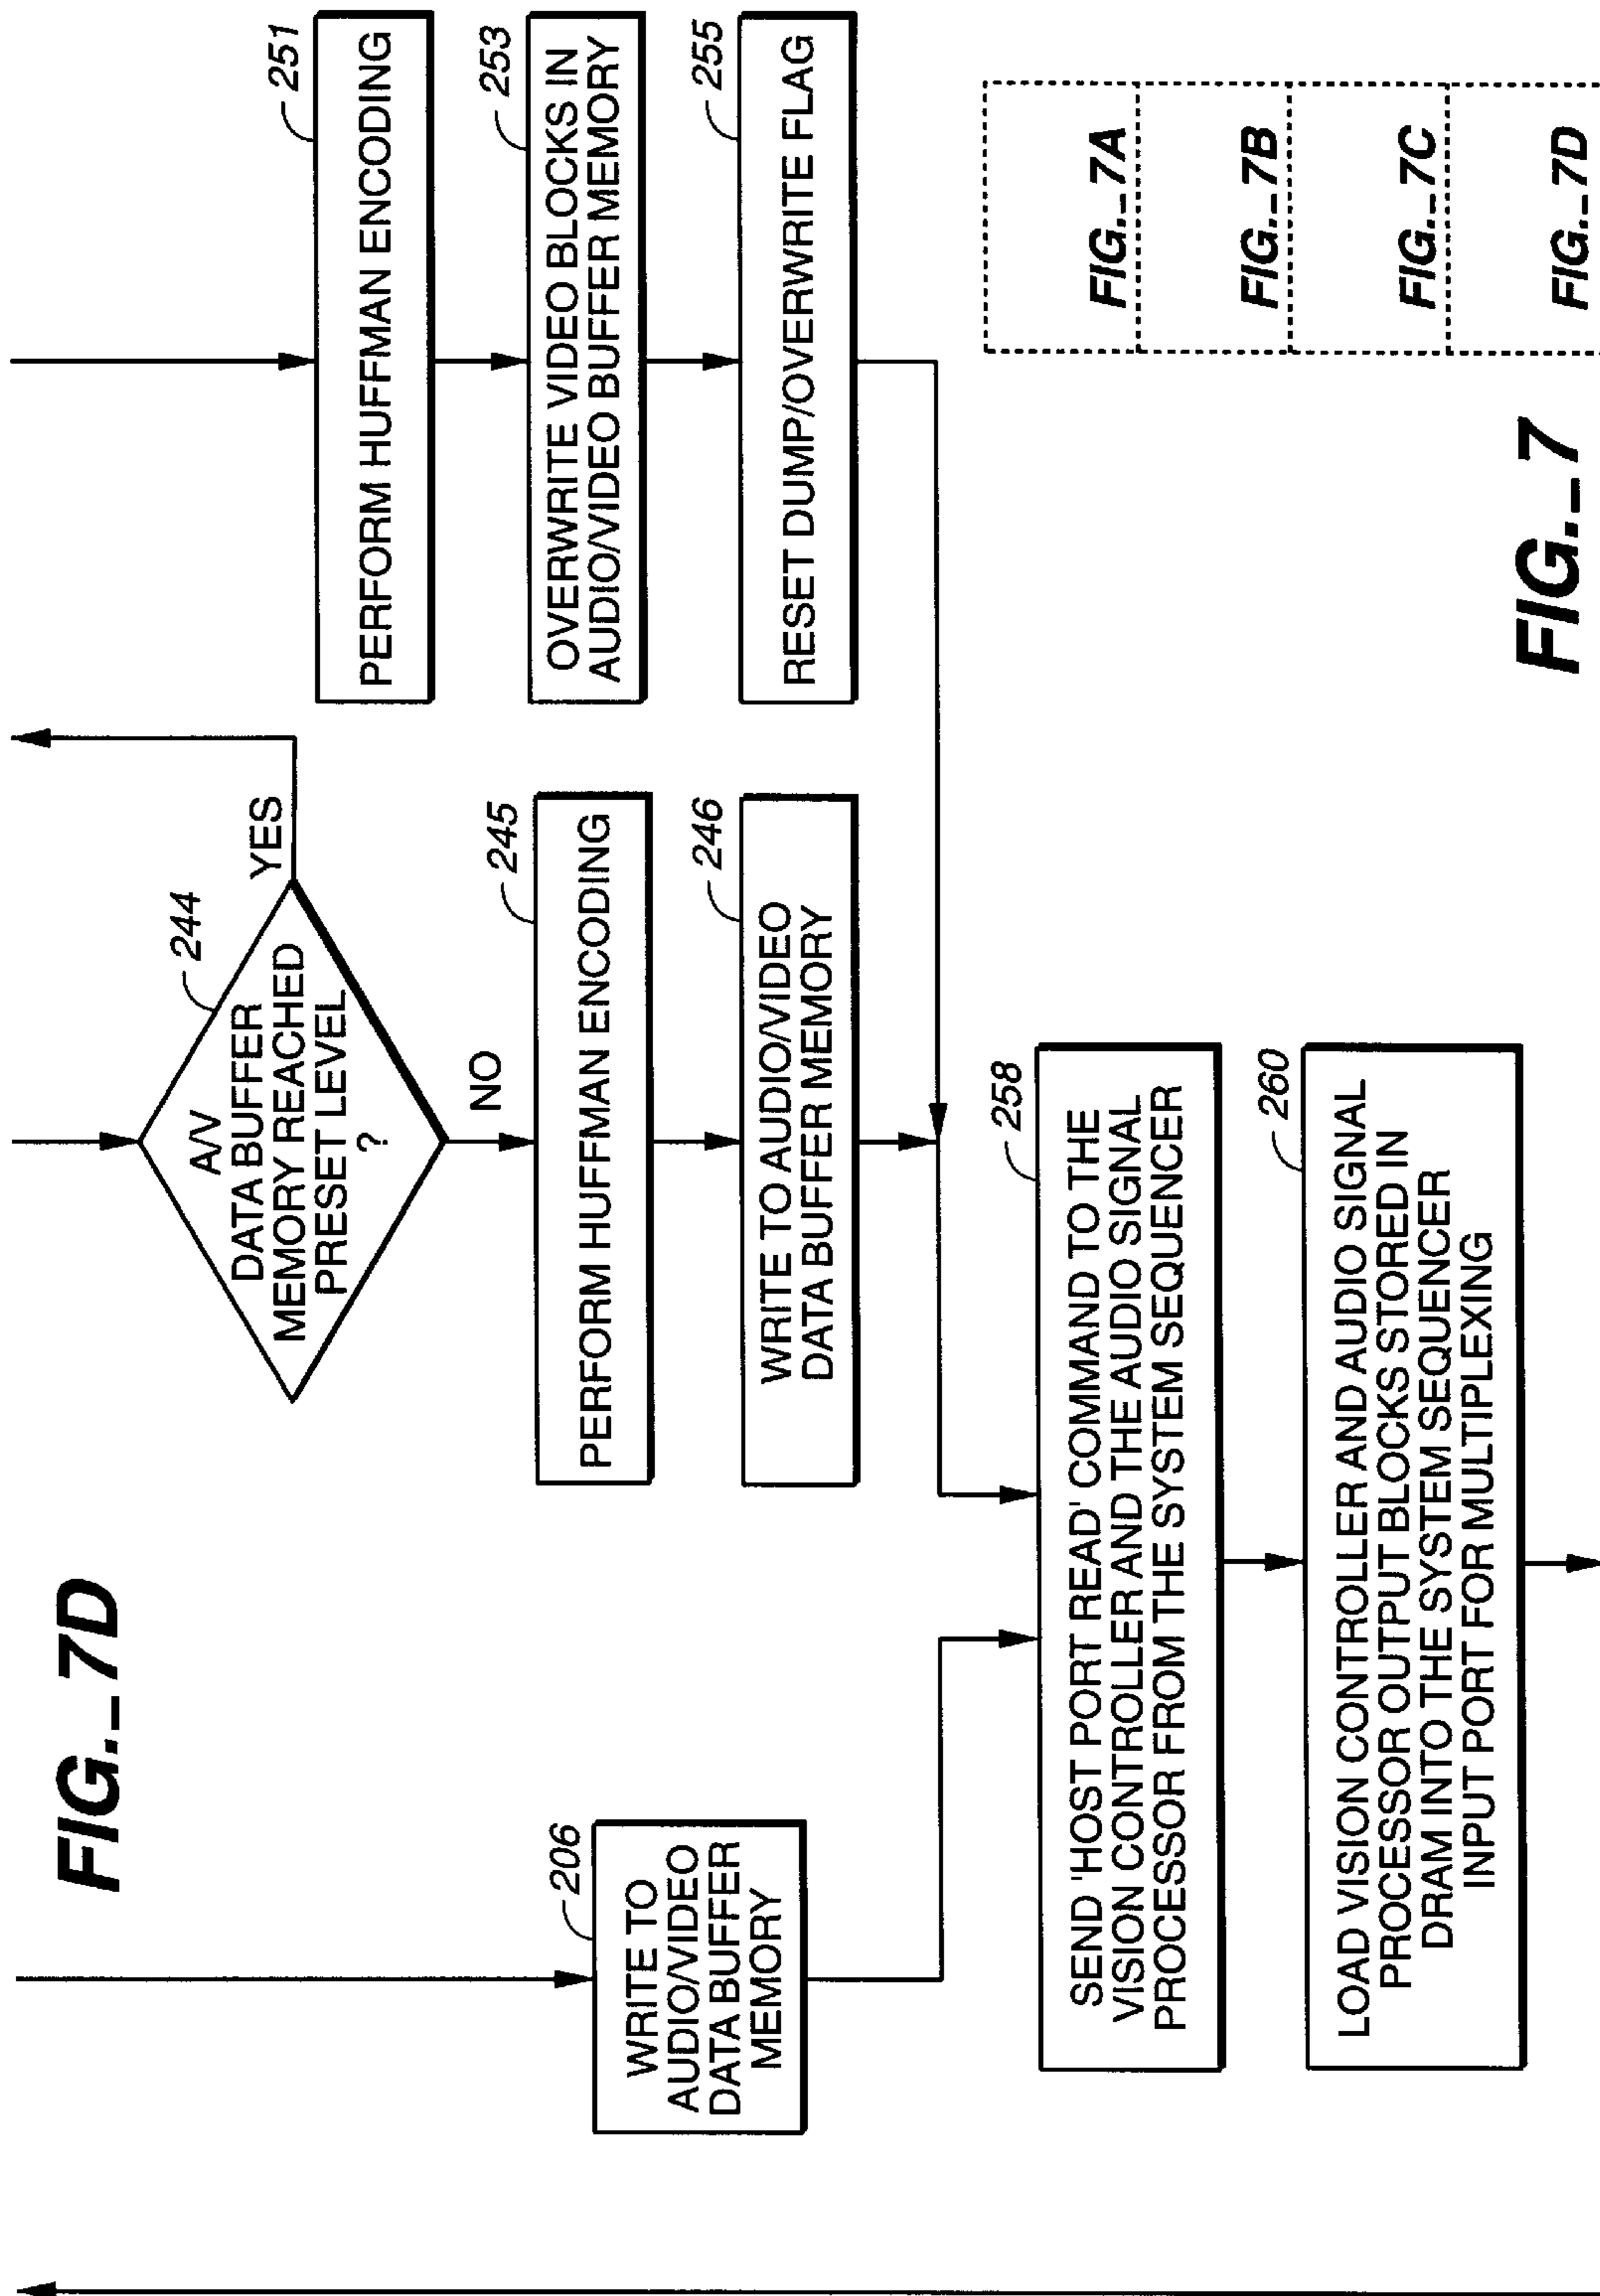 FIG._7D
206
WRITE TO
AUDIO/VIDEO
DATA BUFFER
MEMORY
244
A/V
DATA BUFFER
MEMORY REACHED
PRESET LEVEL
?
YES
NO
245
PERFORM HUFFMAN ENCODING
246
WRITE TO AUDIO/VIDEO
DATA BUFFER MEMORY
251
PERFORM HUFFMAN ENCODING
253
OVERWRITE VIDEO BLOCKS IN
AUDIO/VIDEO BUFFER MEMORY
255
RESET DUMP/OVERWRITE FLAG
258
SEND 'HOST PORT READ' COMMAND TO THE
VISION CONTROLLER AND THE AUDIO SIGNAL
PROCESSOR FROM THE SYSTEM SEQUENCER
260
LOAD VISION CONTROLLER AND AUDIO SIGNAL
PROCESSOR OUTPUT BLOCKS STORED IN
DRAM INTO THE SYSTEM SEQUENCER
INPUT PORT FOR MULTIPLEXING
FIG._7A
FIG._7B
FIG._7C
FIG._7D
FIG._7